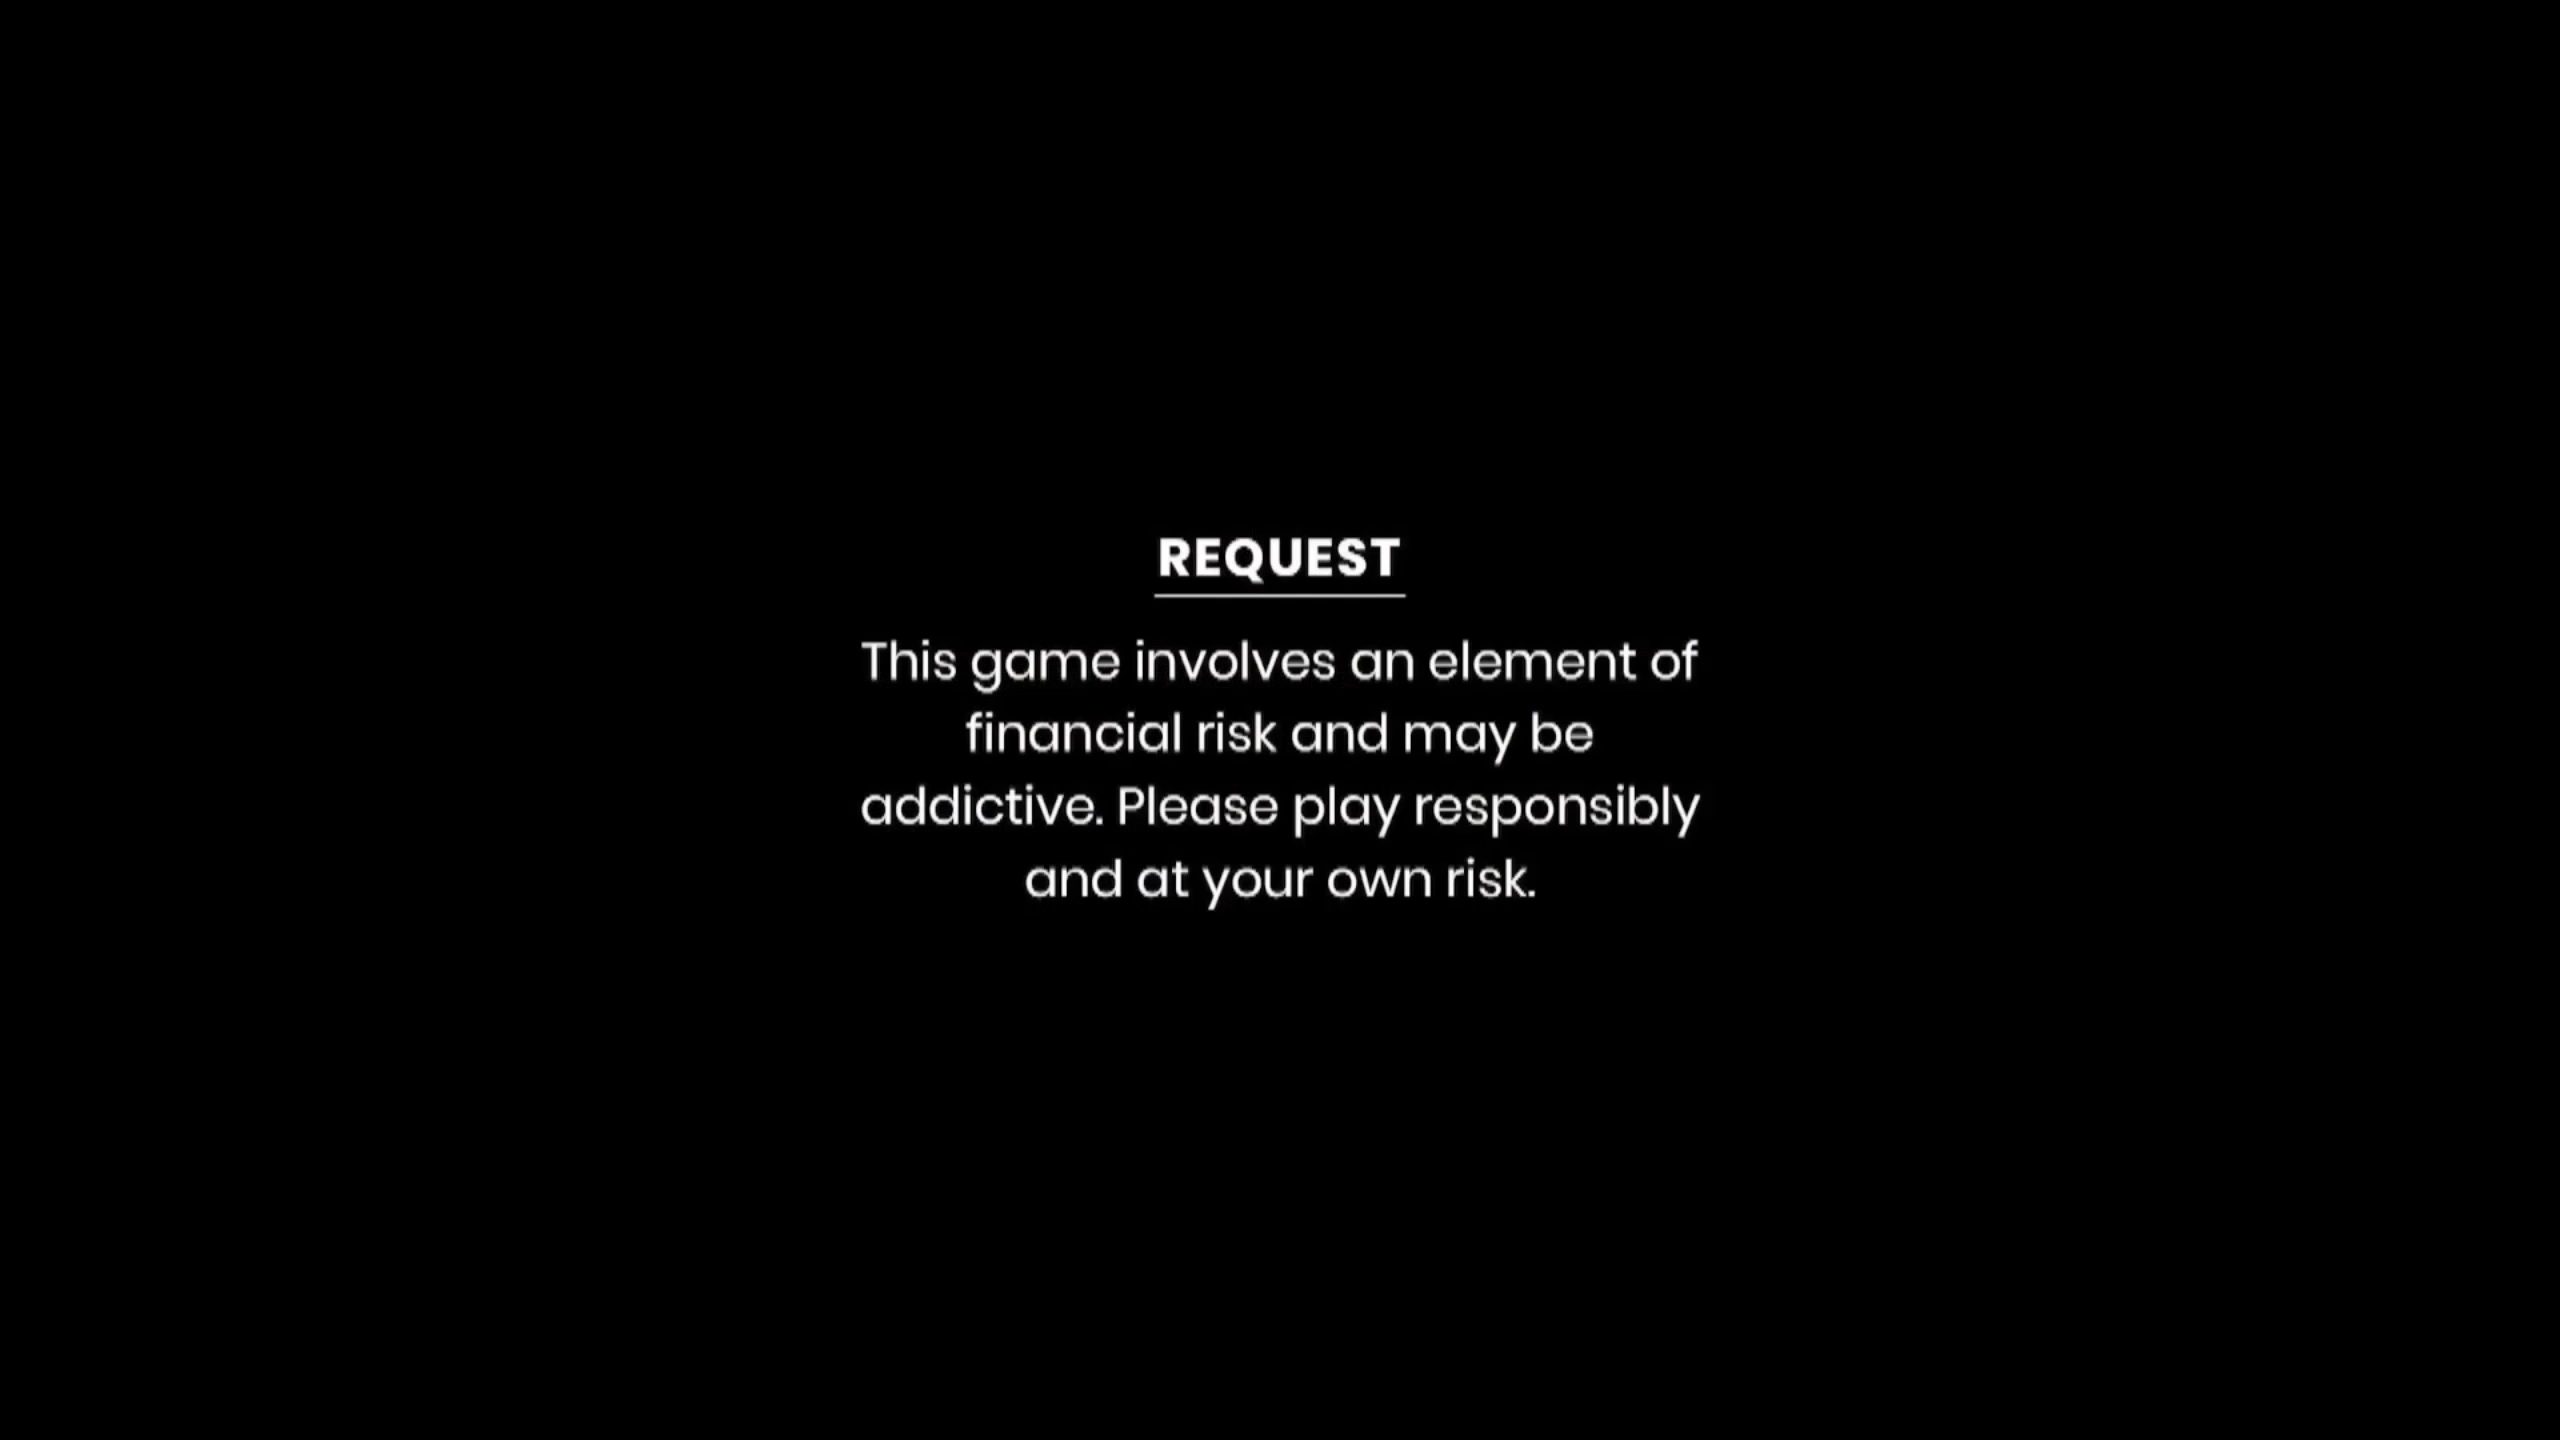 REQUEST
This game involves an element of
financial risk and may be
addictive. Please play responsibly
and at your own risk.